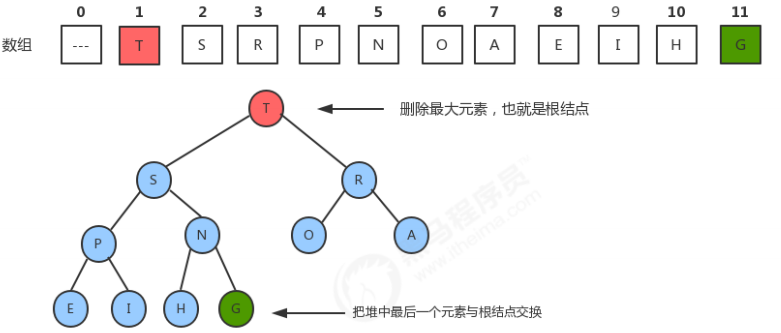 0 1 2 3 4 5 6 7 8 9 10 11
数组 --- T S R P N O A E I H G
T
删除最大元素，也就是根结点
S R
P N O A
E I H G
把堆中最后一个元素与根结点交换
黑马程序员
www.itheima.com